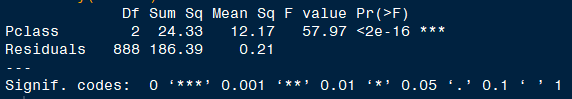 Df Sum Sq Mean Sq F value Pr(>F)
Pclass 2 24.33 12.17 57.97 <2e-16 ***
Residuals 888 186.39 0.21
---
Signif. codes: 0 ‘***’ 0.001 ‘**’ 0.01 ‘*’ 0.05 ‘.’ 0.1 ‘ ’ 1